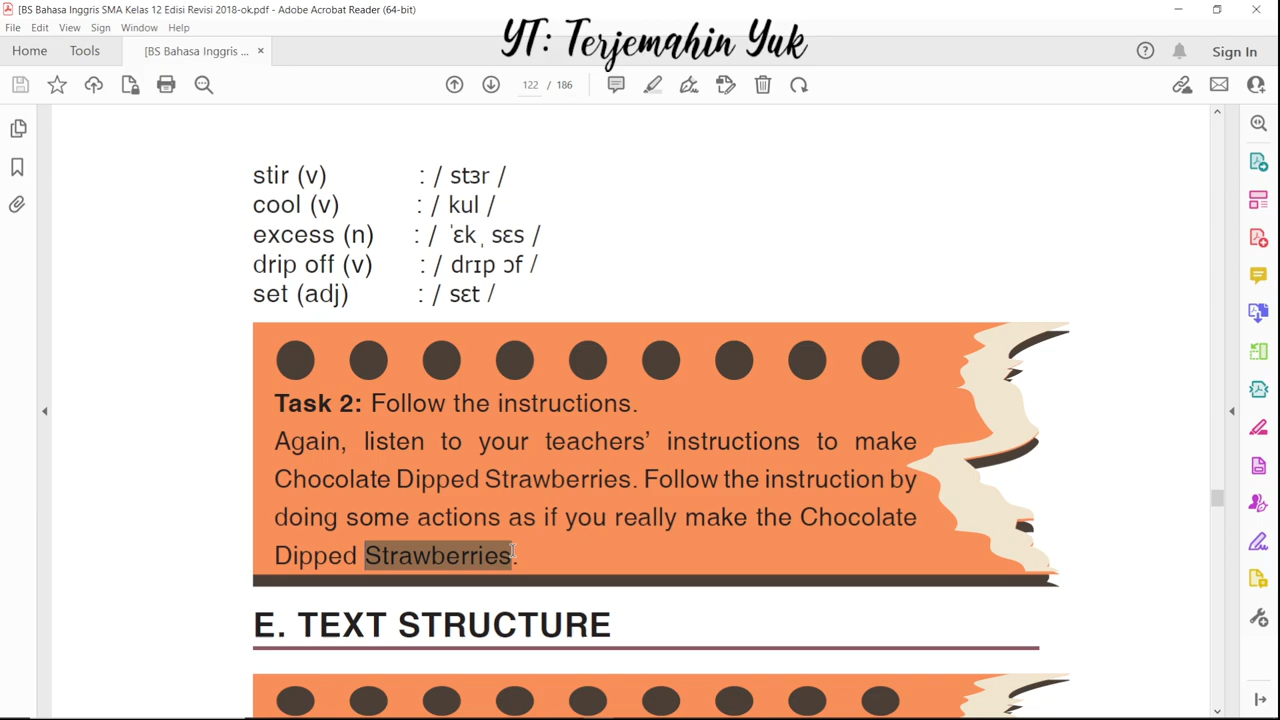 [BS Bahasa Inggris SMA Kelas 12 Edisi Revisi 2018-ok.pdf - Adobe Acrobat Reader (64-bit)
File Edit View Sign Window Help
YT: Terjemahin Yuk
Home Tools [BS Bahasa Inggris ... × Sign In
122 / 186
stir (v) : / stɜr /
cool (v) : / kul /
excess (n) : / ˈɛkˌsɛs /
drip off (v) : / drɪp ɔf /
set (adj) : / sɛt /
Task 2: Follow the instructions.
Again, listen to your teachers’ instructions to make
Chocolate Dipped Strawberries. Follow the instruction by
doing some actions as if you really make the Chocolate
Dipped Strawberries.
E. TEXT STRUCTURE